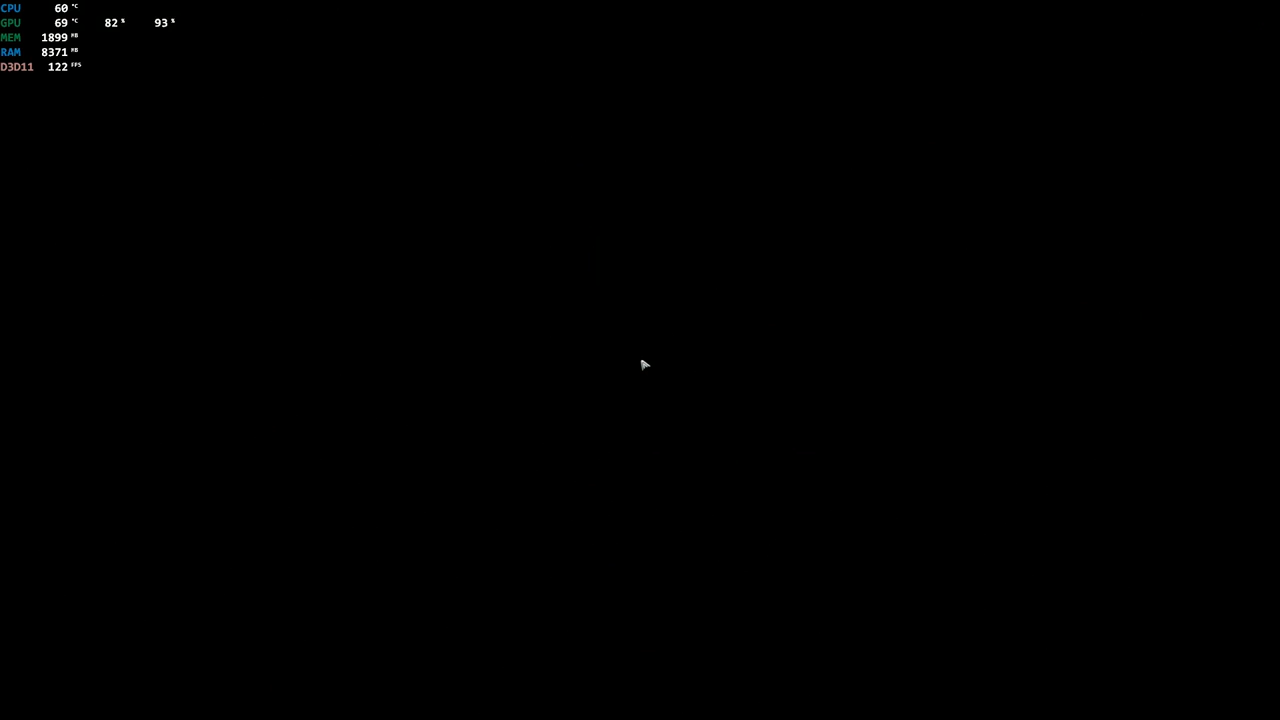 CPU 60 °C
GPU 69 °C 82 % 93 %
MEM 1899 MB
RAM 8371 MB
D3D11 122 FPS